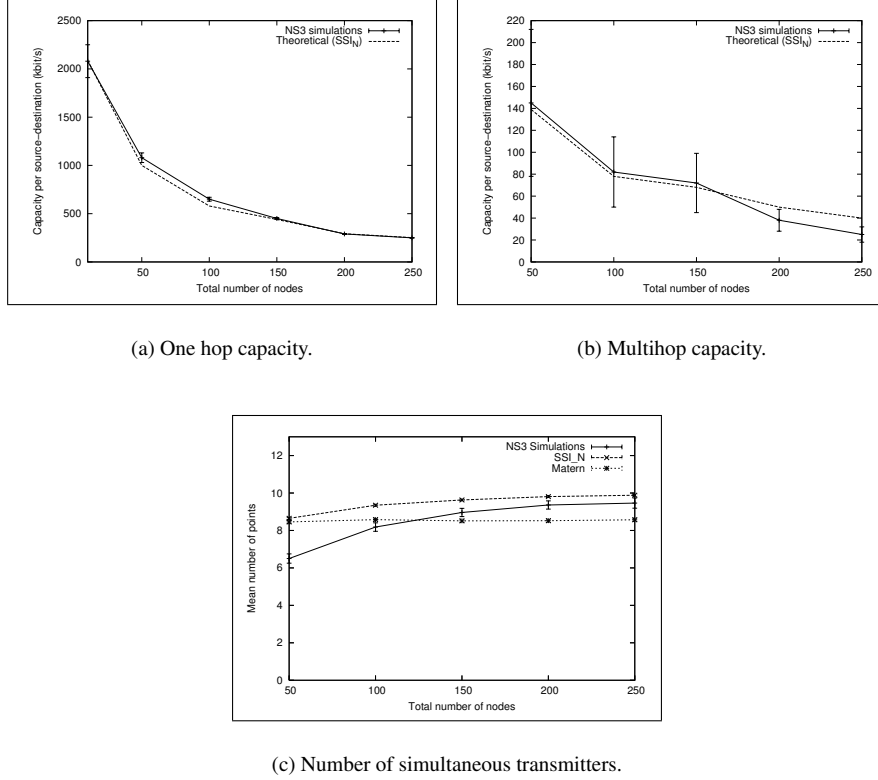 2500
2000
1500
1000
500
0
50 100 150 200 250
Capacity per source−destination (kbit/s)
Total number of nodes
NS3 simulations
Theoretical (SSI_N)
(a) One hop capacity.
220
200
180
160
140
120
100
80
60
40
20
0
50 100 150 200 250
Capacity per source−destination (kbit/s)
Total number of nodes
NS3 simulations
Theoretical (SSI_N)
(b) Multihop capacity.
12
10
8
6
4
2
0
50 100 150 200 250
Mean number of points
Total number of nodes
NS3 Simulations
SSI_N
Matern
(c) Number of simultaneous transmitters.